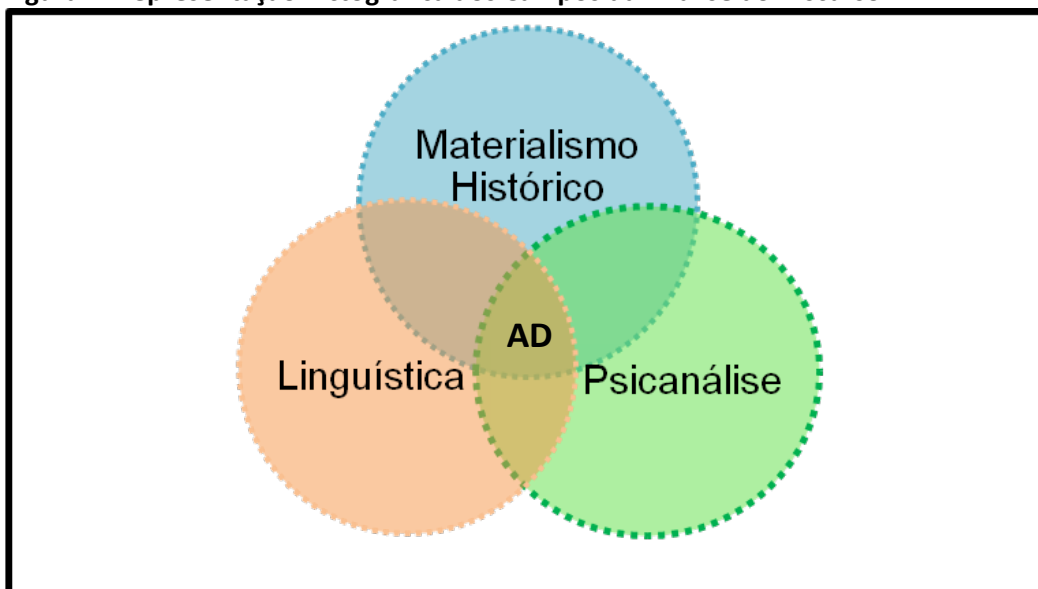 Materialismo
Histórico
AD
Linguística
Psicanálise